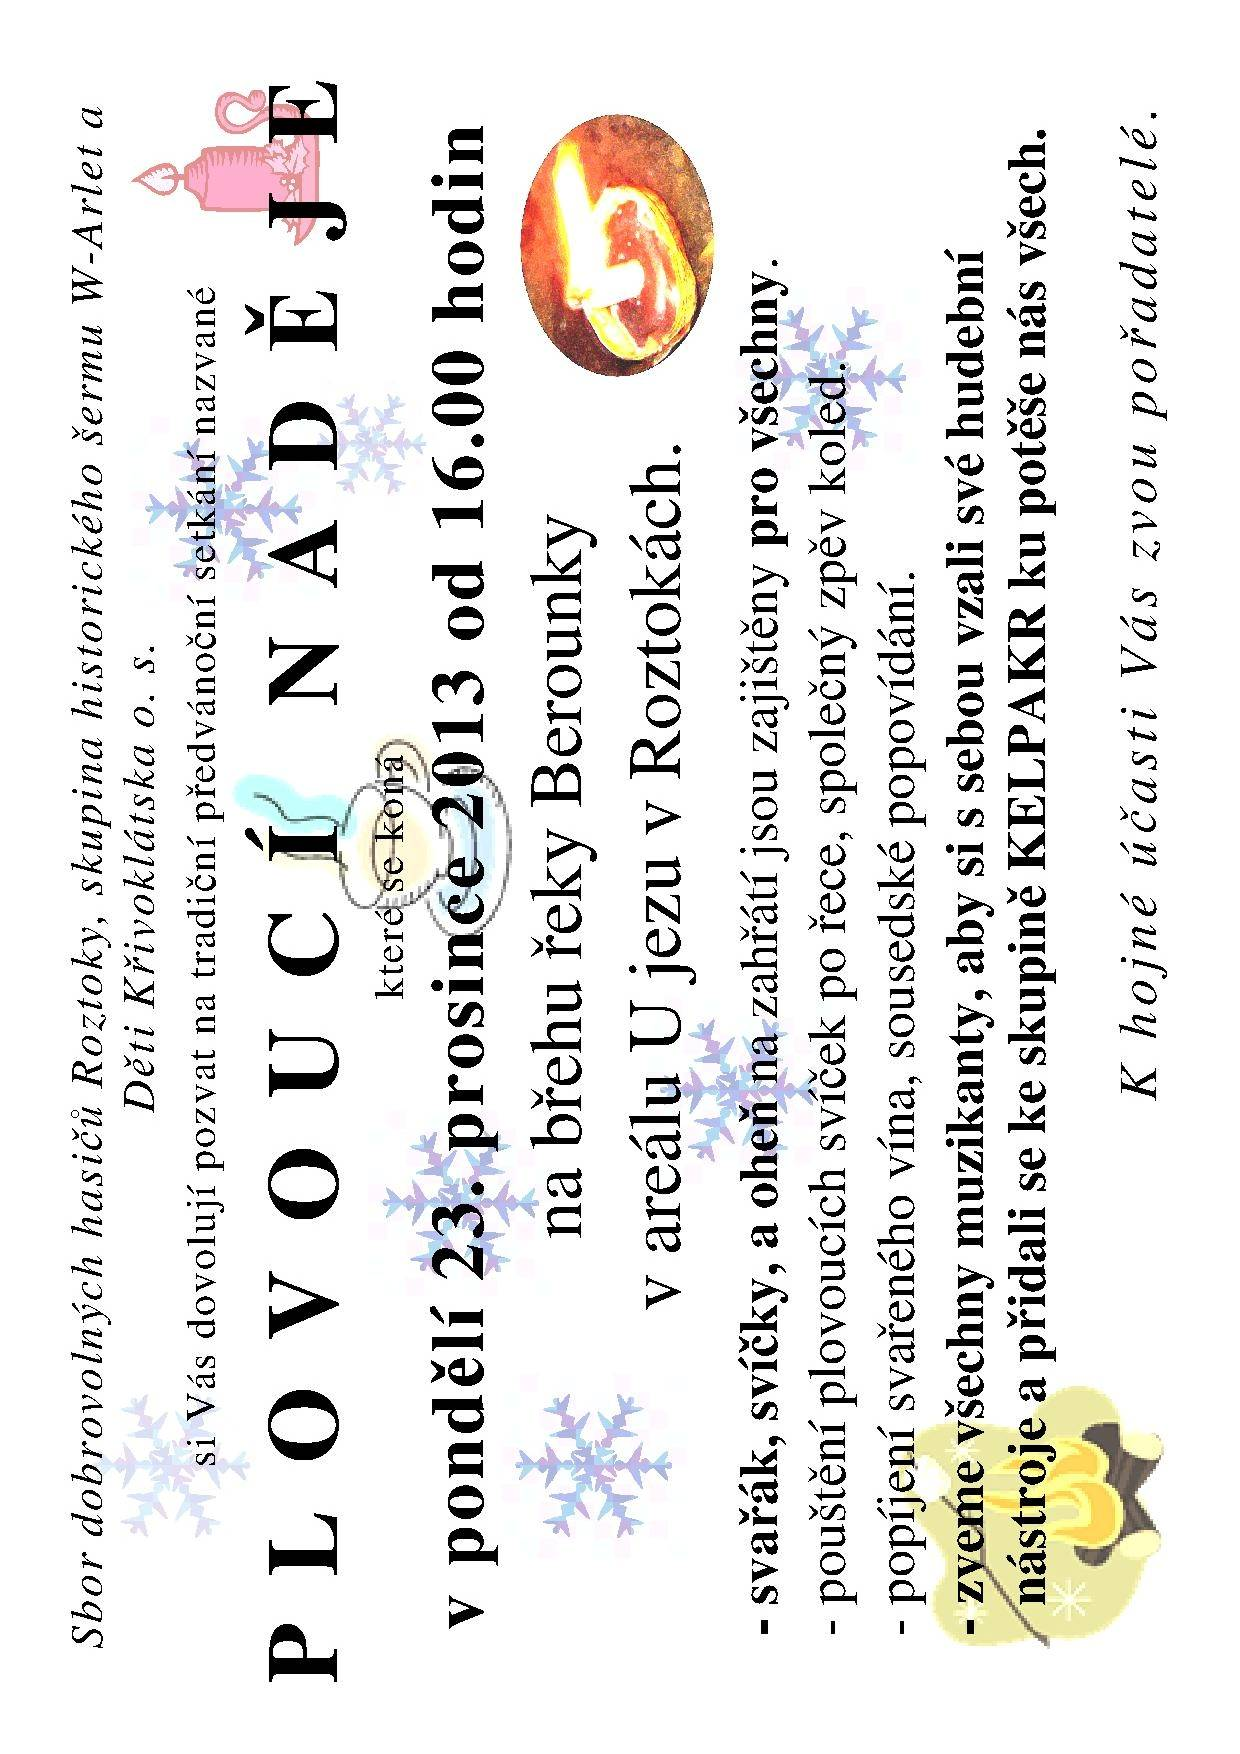 Sbor dobrovolných hasičů Roztoky, skupina historického šermu W-Arlet a
Děti Křivoklátska o. s.
si Vás dovolují pozvat na tradiční předvánoční setkání nazvané
P L O V O U C Í N A D Ě J E
které se koná
v pondělí 23. prosince 2013 od 16.00 hodin
na břehu řeky Berounky
v areálu U jezu v Roztokách.
- svařák, svíčky, a oheň na zahřátí jsou zajištěny pro všechny.
- pouštění plovoucích svíček po řece, společný zpěv koled.
- popíjení svařeného vína, sousedské popovídání.
- zveme všechny muzikanty, aby si s sebou vzali své hudební
nástroje a přidali se ke skupině KELPAKR ku potěše nás všech.
K hojné účasti Vás zvou pořadatelé.